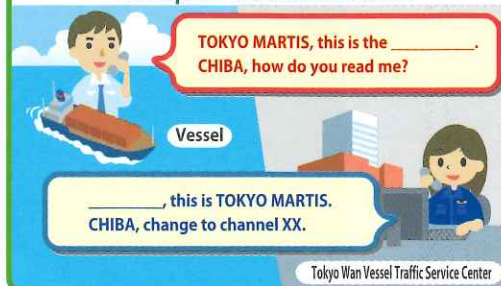 TOKYO MARTIS, this is the __________.
CHIBA, how do you read me?
Vessel
__________, this is TOKYO MARTIS.
CHIBA, change to channel XX.
Tokyo Wan Vessel Traffic Service Center